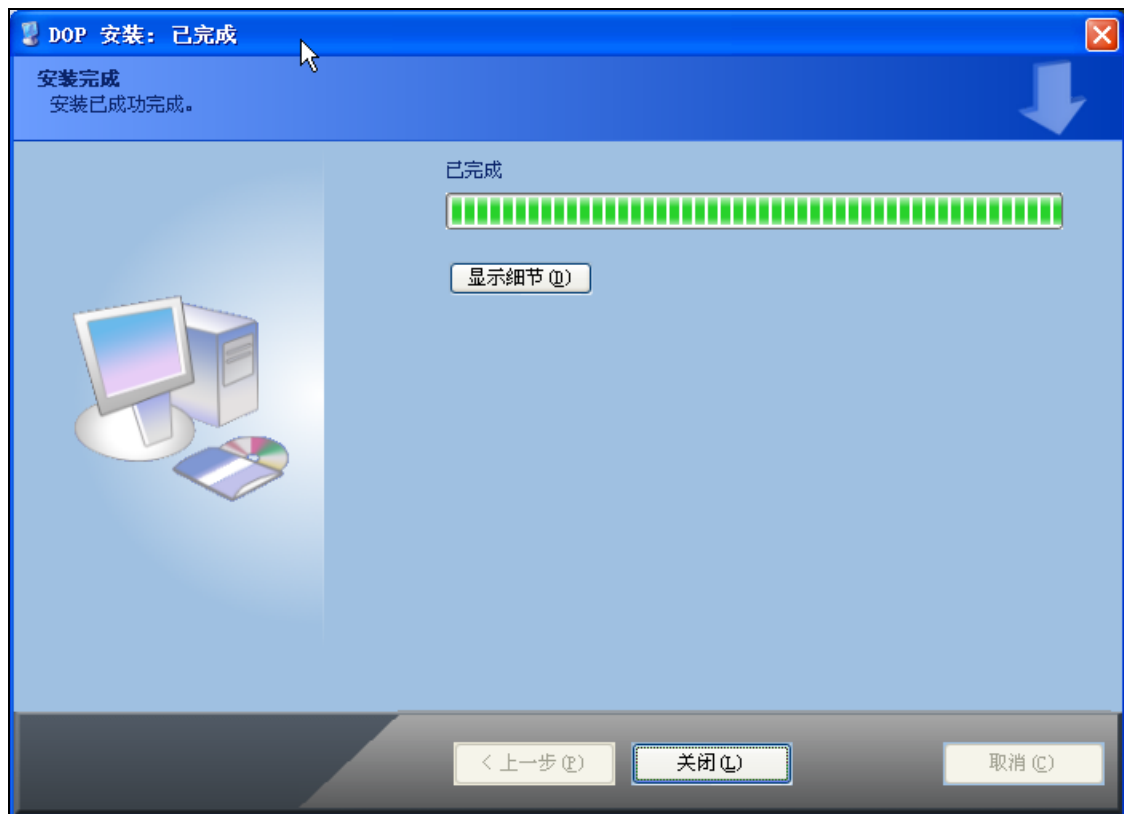 DOP 安装: 已完成
安装完成
安装已成功完成。
已完成
显示细节(D)
< 上一步(P)
关闭(L)
取消(C)